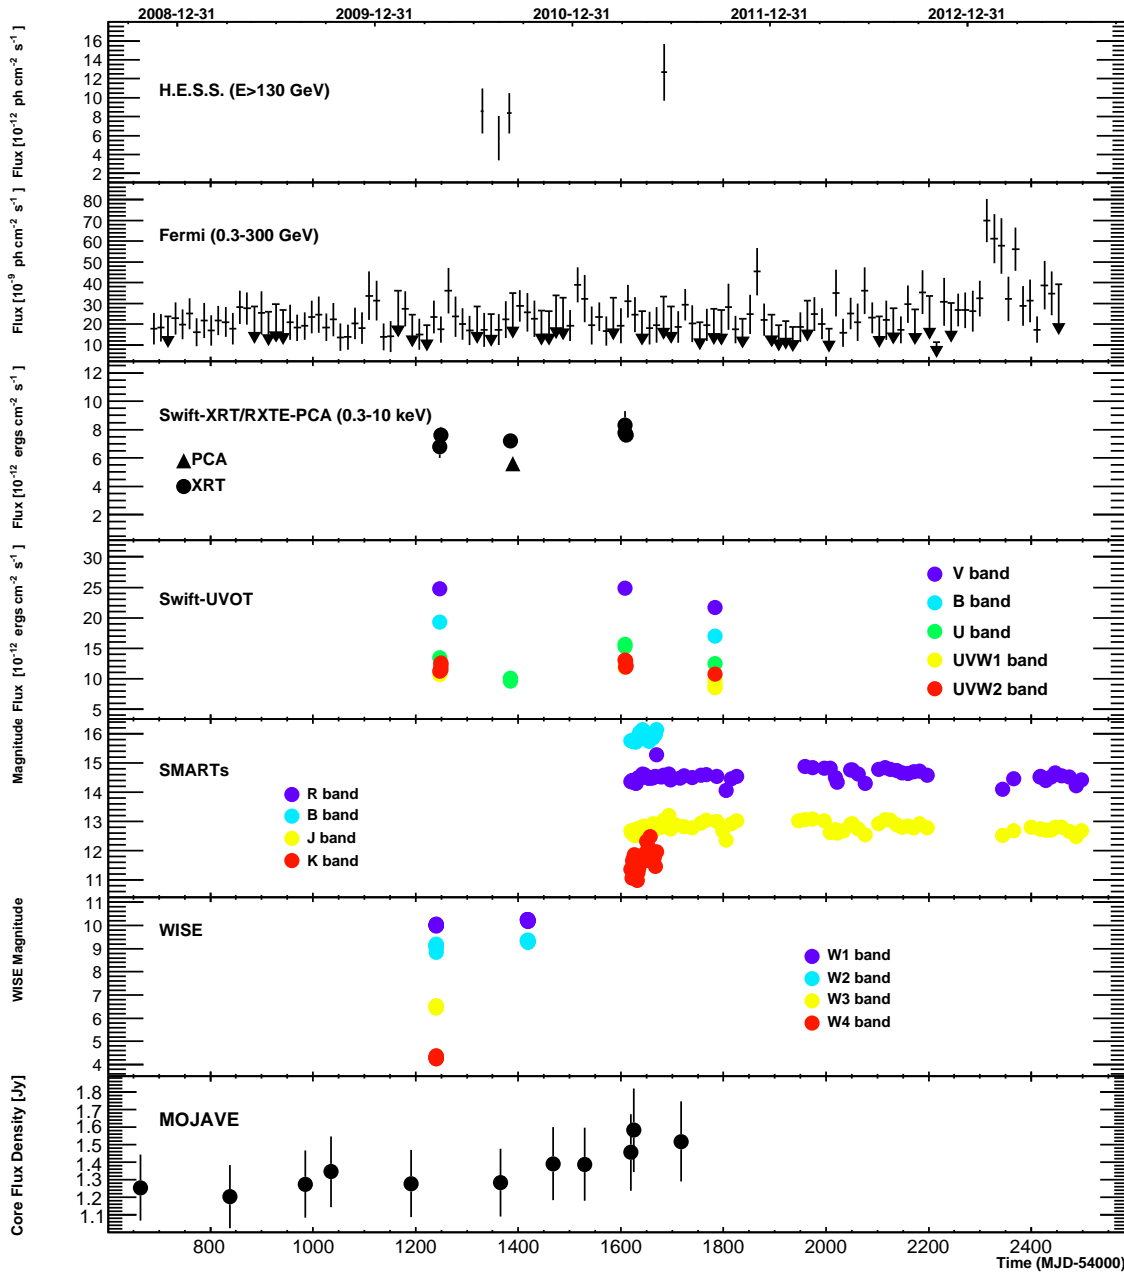 2008-12-31 2009-12-31 2010-12-31 2011-12-31 2012-12-31
Flux [10⁻¹² ph cm⁻² s⁻¹ ]
16
14
12
10
8
6
4
2
H.E.S.S. (E>130 GeV)
Flux [10⁻⁹ ph cm⁻² s⁻¹ ]
80
70
60
50
40
30
20
10
Fermi (0.3-300 GeV)
Flux [10⁻¹² ergs cm⁻² s⁻¹ ]
12
10
8
6
4
2
Swift-XRT/RXTE-PCA (0.3-10 keV)
PCA
XRT
Flux [10⁻¹² ergs cm⁻² s⁻¹ ]
30
25
20
15
10
5
Swift-UVOT
V band
B band
U band
UVW1 band
UVW2 band
Magnitude
16
15
14
13
12
11
SMARTs
R band
B band
J band
K band
WISE Magnitude
11
10
9
8
7
6
5
4
WISE
W1 band
W2 band
W3 band
W4 band
Core Flux Density [Jy]
1.8
1.7
1.6
1.5
1.4
1.3
1.2
1.1
MOJAVE
800 1000 1200 1400 1600 1800 2000 2200 2400
Time (MJD-54000)